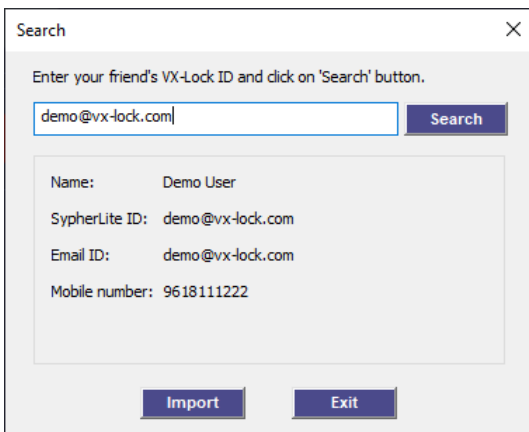 Search
Enter your friend's VX-Lock ID and click on 'Search' button.
demo@vx-lock.com
Search
Name: Demo User
SypherLite ID: demo@vx-lock.com
Email ID: demo@vx-lock.com
Mobile number: 9618111222
Import
Exit